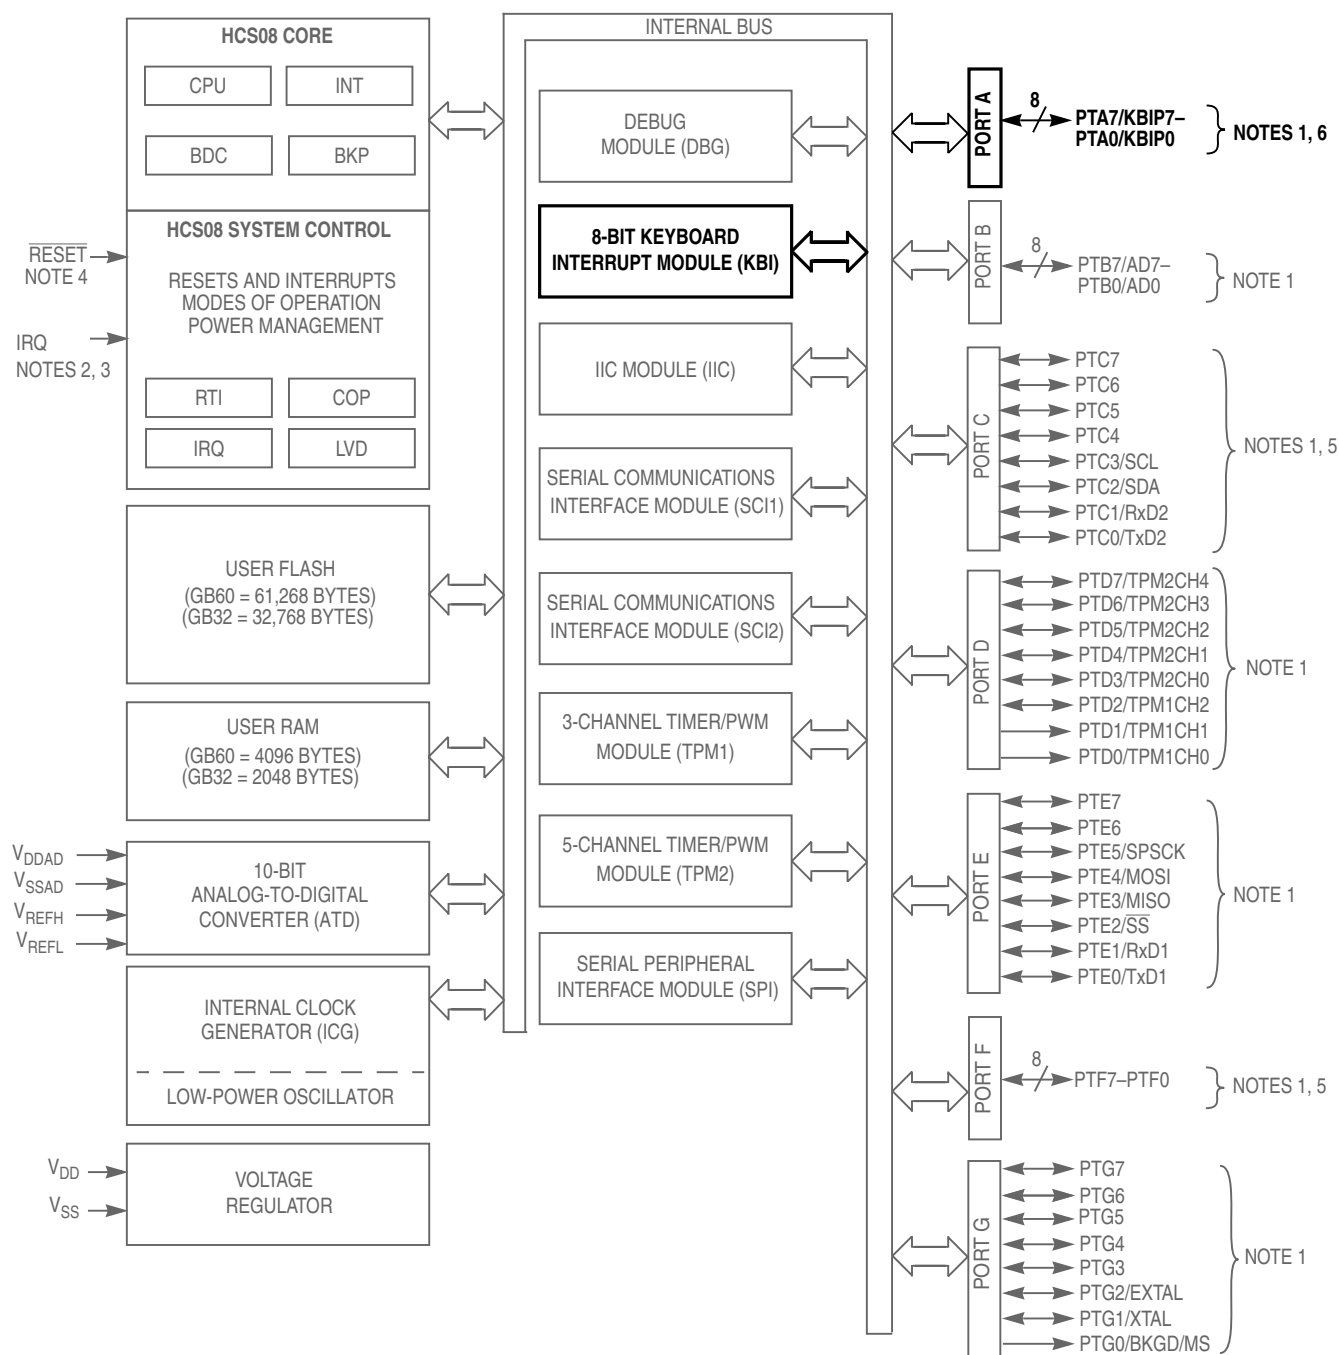 HCS08 CORE
CPU
INT
BDC
BKP
HCS08 SYSTEM CONTROL
RESETS AND INTERRUPTS
MODES OF OPERATION
POWER MANAGEMENT
RTI
COP
IRQ
LVD
RESET
NOTE 4
IRQ
NOTES 2, 3
USER FLASH
(GB60 = 61,268 BYTES)
(GB32 = 32,768 BYTES)
USER RAM
(GB60 = 4096 BYTES)
(GB32 = 2048 BYTES)
VDDAD
VSSAD
VREFH
VREFL
10-BIT
ANALOG-TO-DIGITAL
CONVERTER (ATD)
INTERNAL CLOCK
GENERATOR (ICG)
LOW-POWER OSCILLATOR
VDD
VSS
VOLTAGE
REGULATOR
INTERNAL BUS
DEBUG
MODULE (DBG)
8-BIT KEYBOARD
INTERRUPT MODULE (KBI)
IIC MODULE (IIC)
SERIAL COMMUNICATIONS
INTERFACE MODULE (SCI1)
SERIAL COMMUNICATIONS
INTERFACE MODULE (SCI2)
3-CHANNEL TIMER/PWM
MODULE (TPM1)
5-CHANNEL TIMER/PWM
MODULE (TPM2)
SERIAL PERIPHERAL
INTERFACE MODULE (SPI)
PORT A
8
PTA7/KBIP7–
PTA0/KBIP0
NOTES 1, 6
PORT B
8
PTB7/AD7–
PTB0/AD0
NOTE 1
PORT C
PTC7
PTC6
PTC5
PTC4
PTC3/SCL
PTC2/SDA
PTC1/RxD2
PTC0/TxD2
NOTES 1, 5
PORT D
PTD7/TPM2CH4
PTD6/TPM2CH3
PTD5/TPM2CH2
PTD4/TPM2CH1
PTD3/TPM2CH0
PTD2/TPM1CH2
PTD1/TPM1CH1
PTD0/TPM1CH0
NOTE 1
PORT E
PTE7
PTE6
PTE5/SPSCK
PTE4/MOSI
PTE3/MISO
PTE2/SS
PTE1/RxD1
PTE0/TxD1
NOTE 1
PORT F
8
PTF7–PTF0
NOTES 1, 5
PORT G
PTG7
PTG6
PTG5
PTG4
PTG3
PTG2/EXTAL
PTG1/XTAL
PTG0/BKGD/MS
NOTE 1